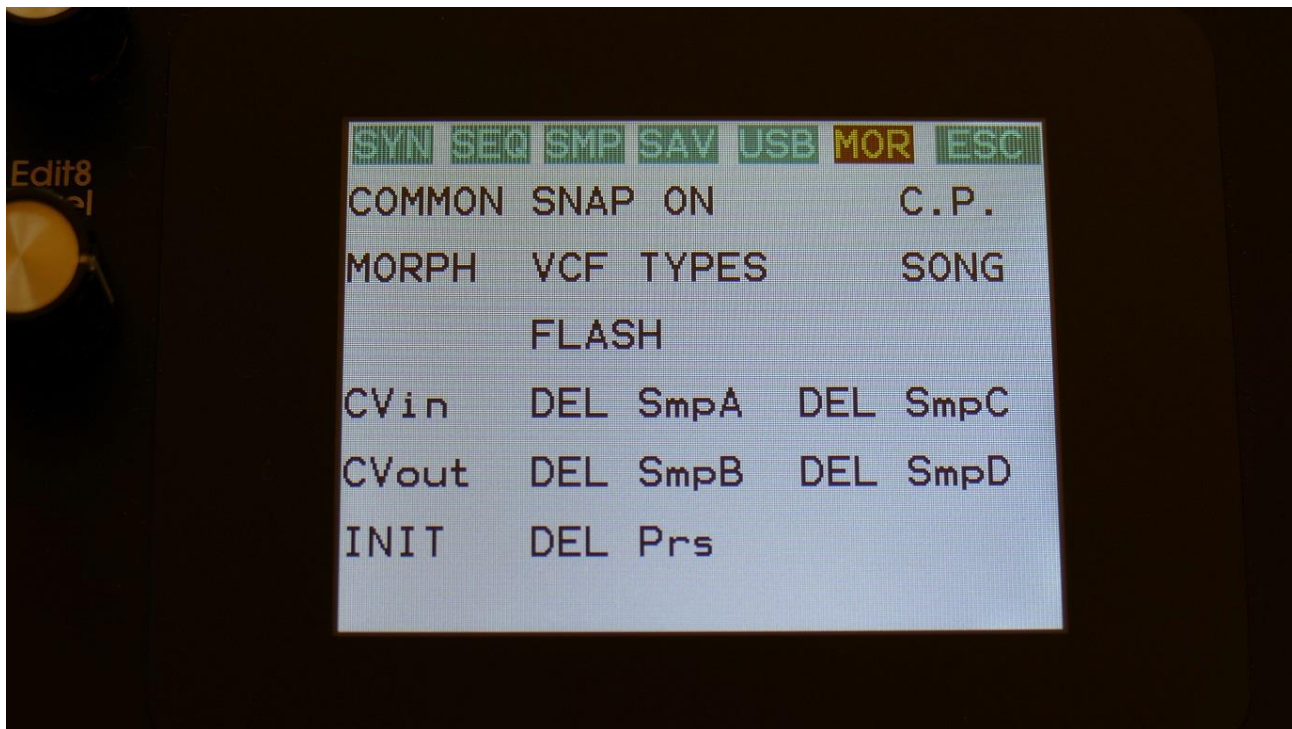 SYN SEQ SMP SAV USB MOR ESC
Edit8
COMMON SNAP ON C.P.
MORPH VCF TYPES SONG
FLASH
CVin DEL SmpA DEL SmpC
CVout DEL SmpB DEL SmpD
INIT DEL Prs